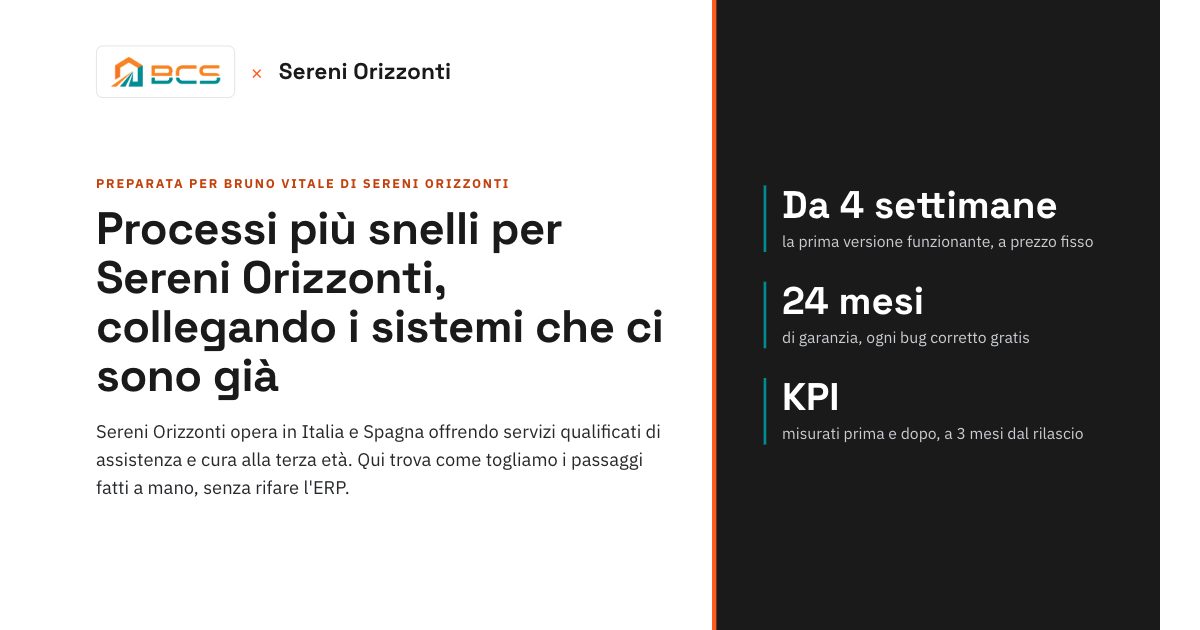 BCS × Sereni Orizzonti
PREPARATA PER BRUNO VITALE DI SERENI ORIZZONTI
Processi più snelli per
Sereni Orizzonti,
collegando i sistemi che ci
sono già
Sereni Orizzonti opera in Italia e Spagna offrendo servizi qualificati di
assistenza e cura alla terza età. Qui trova come togliamo i passaggi
fatti a mano, senza rifare l'ERP.
Da 4 settimane
la prima versione funzionante, a prezzo fisso
24 mesi
di garanzia, ogni bug corretto gratis
KPI
misurati prima e dopo, a 3 mesi dal rilascio